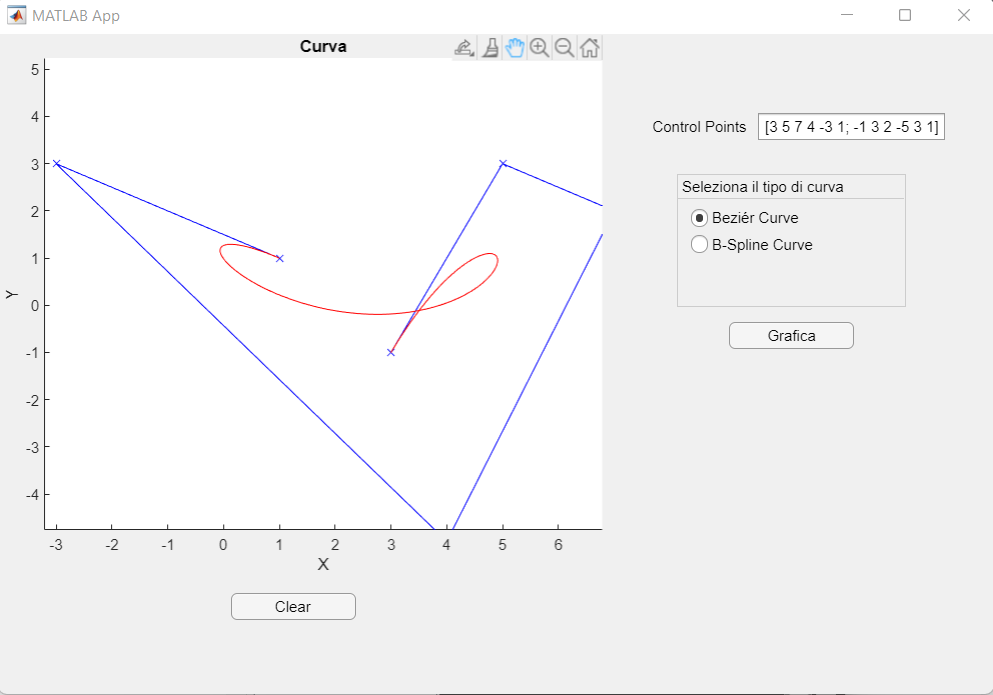 MATLAB App
Curva
Control Points [3 5 7 4 -3 1; -1 3 2 -5 3 1]
Seleziona il tipo di curva
Beziér Curve
B-Spline Curve
Grafica
5
4
3
2
1
0
-1
-2
-3
-4
Y
-3 -2 -1 0 1 2 3 4 5 6
X
Clear